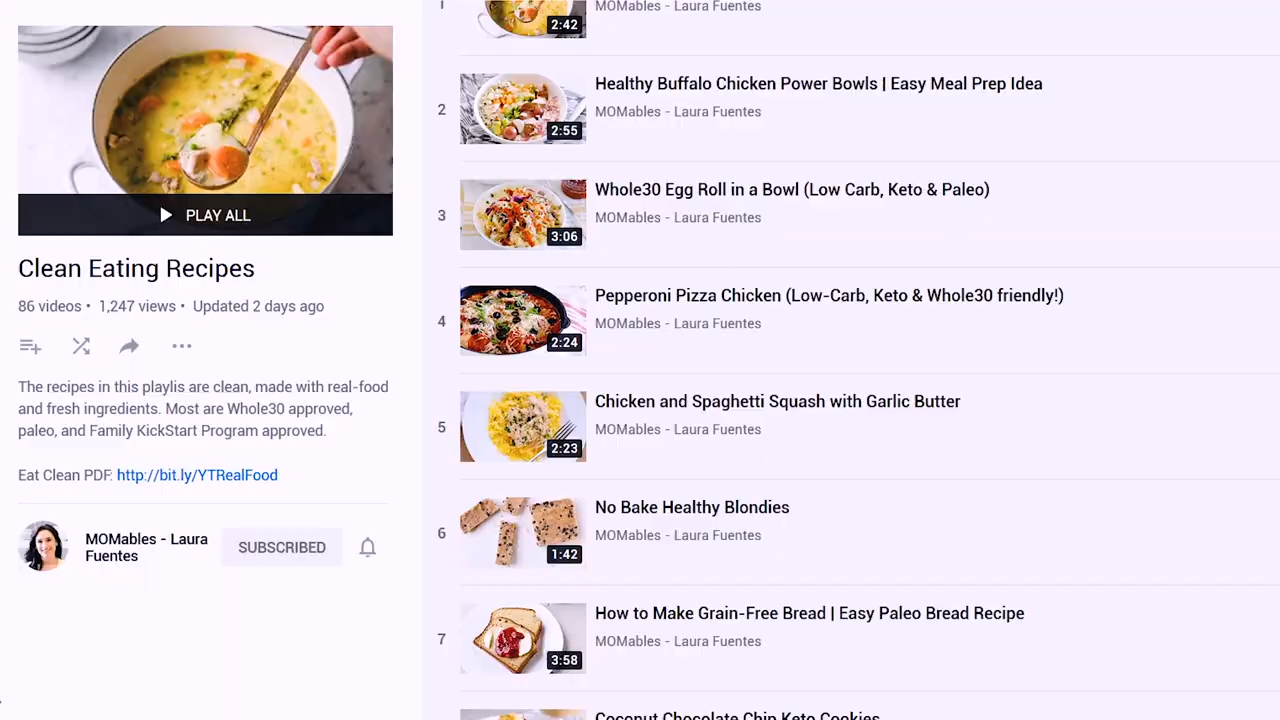 PLAY ALL
Clean Eating Recipes
86 videos • 1,247 views • Updated 2 days ago
The recipes in this playlis are clean, made with real-food
and fresh ingredients. Most are Whole30 approved,
paleo, and Family KickStart Program approved.
Eat Clean PDF: http://bit.ly/YTRealFood
MOMables - Laura
Fuentes
SUBSCRIBED
1
2:42
MOMables - Laura Fuentes
2
2:55
Healthy Buffalo Chicken Power Bowls | Easy Meal Prep Idea
MOMables - Laura Fuentes
3
3:06
Whole30 Egg Roll in a Bowl (Low Carb, Keto & Paleo)
MOMables - Laura Fuentes
4
2:24
Pepperoni Pizza Chicken (Low-Carb, Keto & Whole30 friendly!)
MOMables - Laura Fuentes
5
2:23
Chicken and Spaghetti Squash with Garlic Butter
MOMables - Laura Fuentes
6
1:42
No Bake Healthy Blondies
MOMables - Laura Fuentes
7
3:58
How to Make Grain-Free Bread | Easy Paleo Bread Recipe
MOMables - Laura Fuentes
Coconut Chocolate Chip Keto Cookies